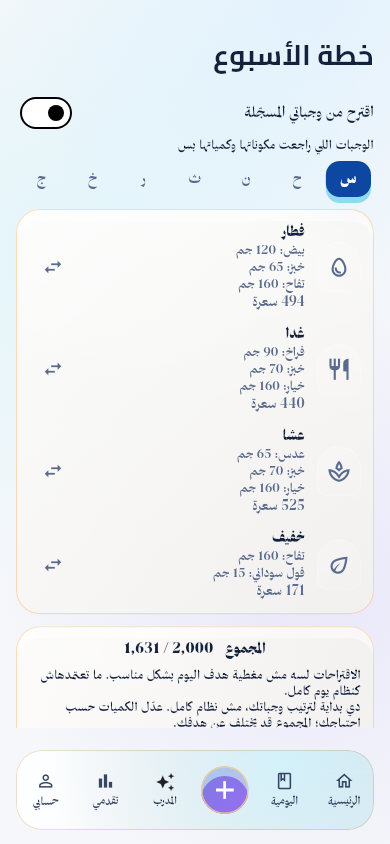 خطة الأسبوع
اقترح من وجباتي المسجّلة
الوجبات اللي راجعت مكوناتها وكمياتها بس
س ح ن ث ر خ ج
فطار
بيض: 120 جم
خبز: 65 جم
تفاح: 160 جم
494 سعرة
غدا
فراخ: 90 جم
خبز: 70 جم
خيار: 160 جم
440 سعرة
عشا
عدس: 65 جم
خبز: 70 جم
خيار: 160 جم
525 سعرة
خفيف
تفاح: 160 جم
فول سوداني: 15 جم
171 سعرة
المجموع 1,631 / 2,000
الاقتراحات لسه مش مغطية هدف اليوم بشكل مناسب. ما تعتمدهاش
كنظام يوم كامل.
دي بداية لترتيب وجباتك، مش نظام كامل. عدّل الكميات حسب
احتياجك؛ المجموع قد يختلف عن هدفك.
الرئيسية
اليومية
المدرب
تقدمي
حسابي